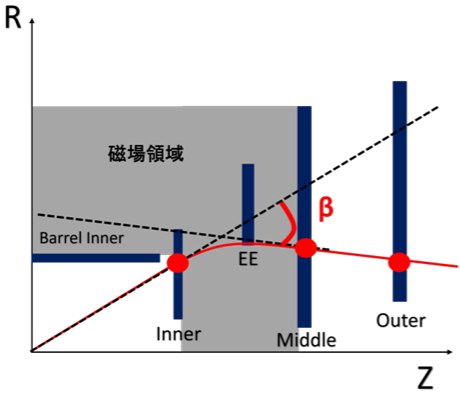 R
磁場領域
β
Barrel Inner
EE
Inner
Middle
Outer
Z